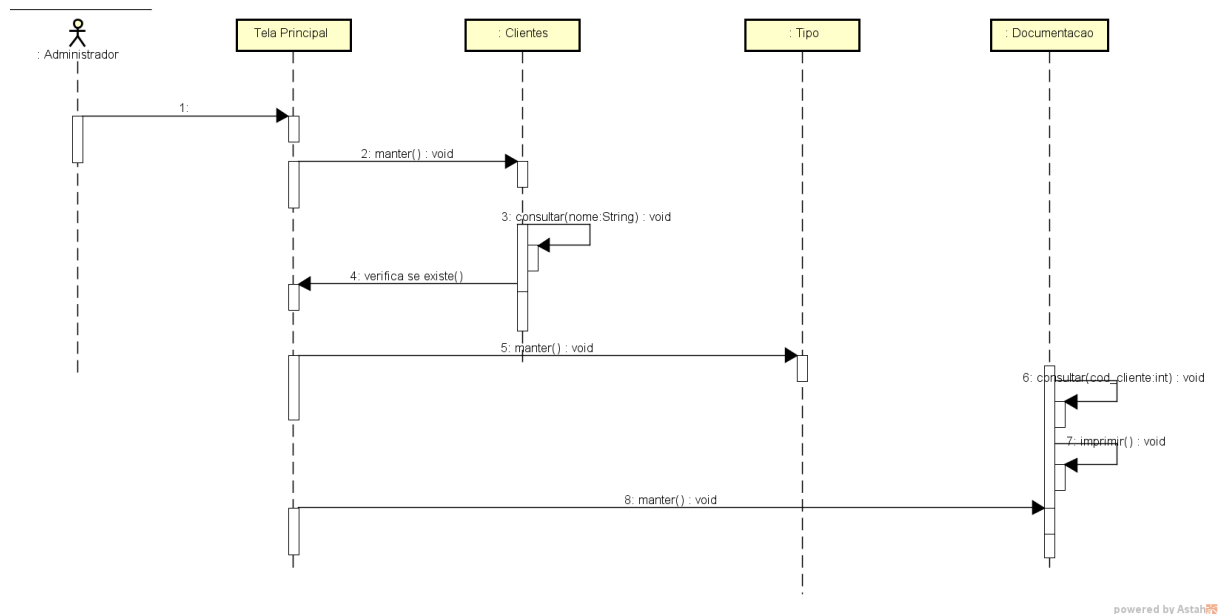 : Administrador
Tela Principal
: Clientes
: Tipo
: Documentacao
1:
2: manter() : void
3: consultar(nome:String) : void
4: verifica se existe()
5: manter() : void
6: consultar(cod_cliente:int) : void
7: imprimir() : void
8: manter() : void
powered by Astah